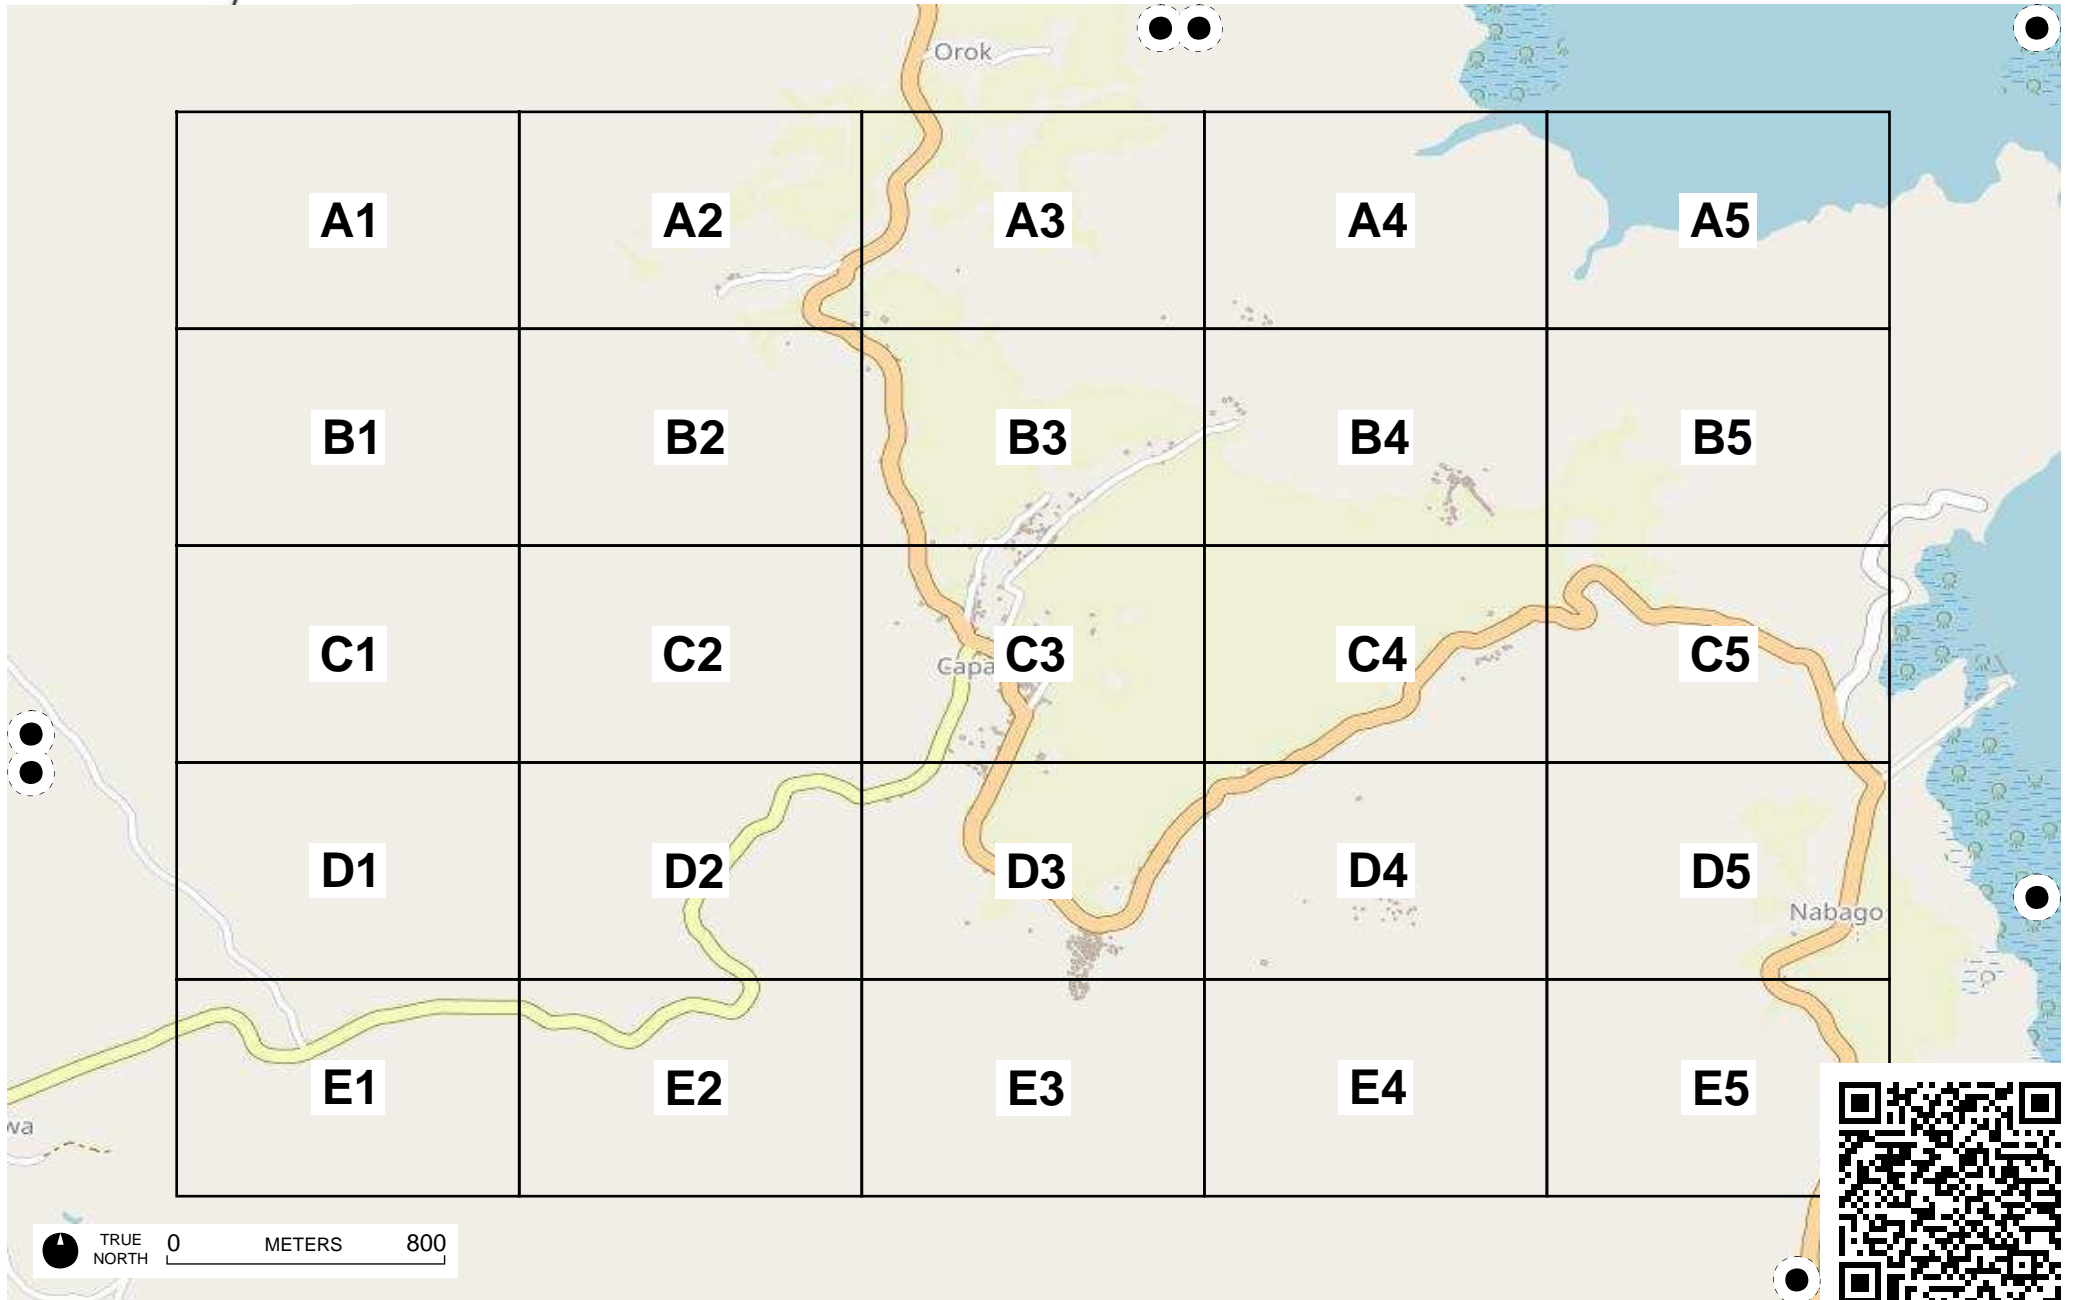 Orok
A1 A2 A3 A4 A5
B1 B2 B3 B4 B5
C1 C2 C3 C4 C5
Capa
D1 D2 D3 D4 D5
Nabago
E1 E2 E3 E4 E5
wa
TRUE NORTH
0 METERS 800